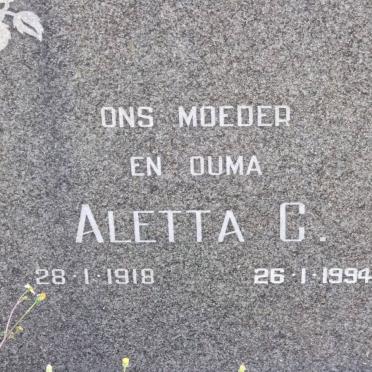 ONS MOEDER
EN OUMA
ALETTA C.
28·1·1918 26·1·1994